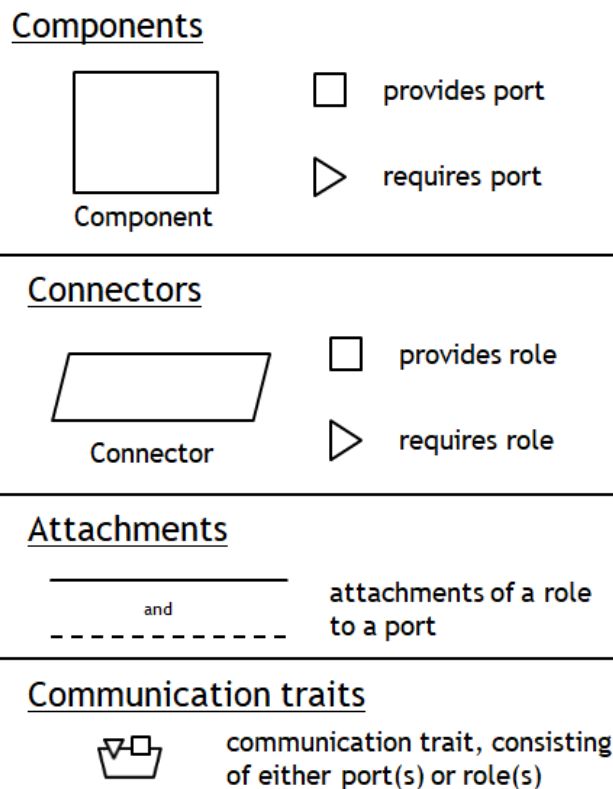 Components
provides port
requires port
Component
Connectors
provides role
requires role
Connector
Attachments
and
attachments of a role
to a port
Communication traits
communication trait, consisting
of either port(s) or role(s)